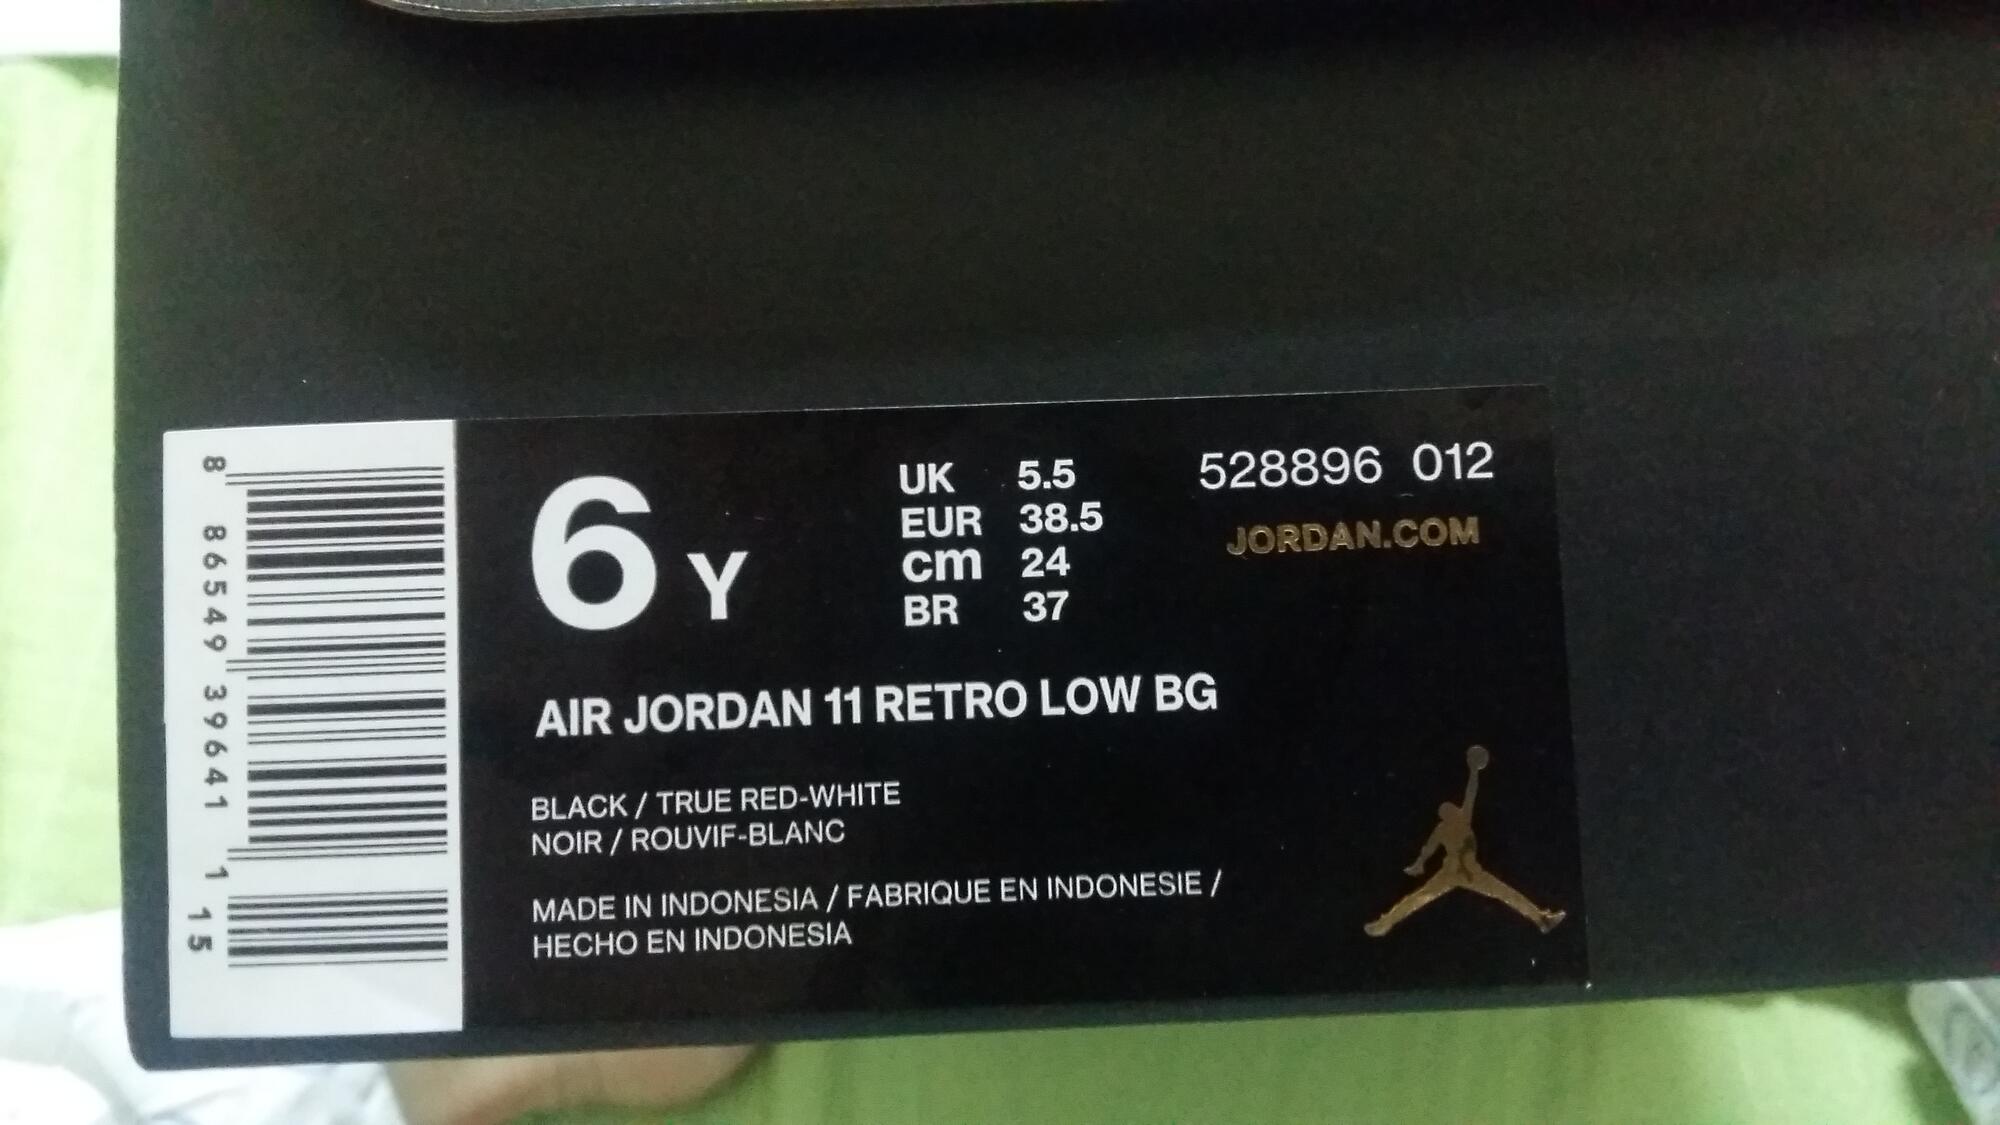 8 86549 39641 1 15
6 Y
UK 5.5
EUR 38.5
cm 24
BR 37
528896 012
JORDAN.COM
AIR JORDAN 11 RETRO LOW BG
BLACK / TRUE RED-WHITE
NOIR / ROUVIF-BLANC
MADE IN INDONESIA / FABRIQUE EN INDONESIE /
HECHO EN INDONESIA